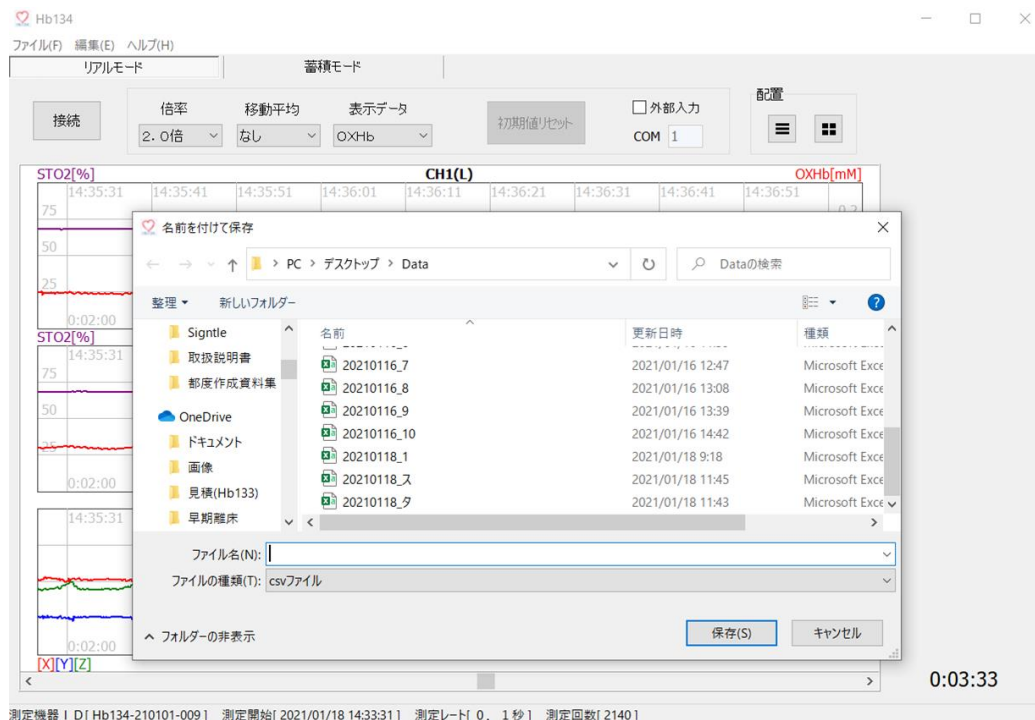 Hb134
ファイル(F) 編集(E) ヘルプ(H)
リアルモード 蓄積モード
接続
倍率 移動平均 表示データ
2.0倍 なし OXHb
初期値リセット
外部入力
COM 1
配置
STO2[%] CH1(L) OXHb[mM]
14:35:31 14:35:41 14:35:51 14:36:01 14:36:11 14:36:21 14:36:31 14:36:41 14:36:51
75 0.2
50
25
0:02:00
STO2[%]
14:35:31
75
50
25
0:02:00
14:35:31
0:02:00
[X][Y][Z]
名前を付けて保存
PC > デスクトップ > Data
Dataの検索
整理 新しいフォルダー
Signtle
取扱説明書
都度作成資料集
OneDrive
ドキュメント
画像
見積(Hb133)
早期離床
名前 更新日時 種類
20210116_7 2021/01/16 12:47 Microsoft Exce
20210116_8 2021/01/16 13:08 Microsoft Exce
20210116_9 2021/01/16 13:39 Microsoft Exce
20210116_10 2021/01/16 14:42 Microsoft Exce
20210118_1 2021/01/18 9:18 Microsoft Exce
20210118_ス 2021/01/18 11:45 Microsoft Exce
20210118_タ 2021/01/18 11:43 Microsoft Exce
ファイル名(N):
ファイルの種類(T): csvファイル
フォルダーの非表示
保存(S) キャンセル
0:03:33
測定機器ID[Hb134-210101-009] 測定開始[2021/01/18 14:33:31] 測定レート[0.1秒] 測定回数[2140]